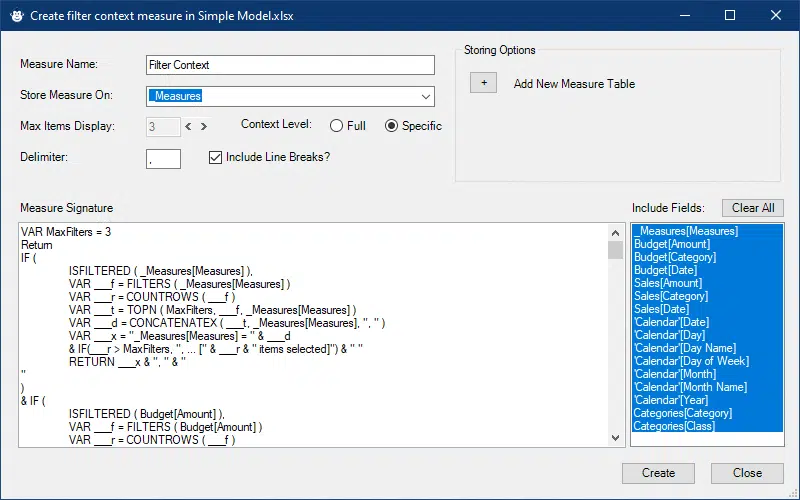 Create filter context measure in Simple Model.xlsx
Measure Name:
Filter Context
Store Measure On:
_Measures
Max Items Display:
3
< >
Context Level:
Full
Specific
Delimiter:
,
Include Line Breaks?
Storing Options
+
Add New Measure Table
Measure Signature
VAR MaxFilters = 3
Return
IF (
ISFILTERED ( _Measures[Measures] ),
VAR ___f = FILTERS ( _Measures[Measures] )
VAR ___r = COUNTROWS ( ___f )
VAR ___t = TOPN ( MaxFilters, ___f, _Measures[Measures] )
VAR ___d = CONCATENATEX ( ___t, _Measures[Measures], ", " )
VAR ___x = "_Measures[Measures] = " & ___d
& IF(___r > MaxFilters, ", ... [" & ___r & " items selected]") & " "
RETURN ___x & ", " & "
"
)
& IF (
ISFILTERED ( Budget[Amount] ),
VAR ___f = FILTERS ( Budget[Amount] )
VAR ___r = COUNTROWS ( ___f )
Include Fields:
Clear All
_Measures[Measures]
Budget[Amount]
Budget[Category]
Budget[Date]
Sales[Amount]
Sales[Category]
Sales[Date]
'Calendar'[Date]
'Calendar'[Day]
'Calendar'[Day Name]
'Calendar'[Day of Week]
'Calendar'[Month]
'Calendar'[Month Name]
'Calendar'[Year]
Categories[Category]
Categories[Class]
Create
Close